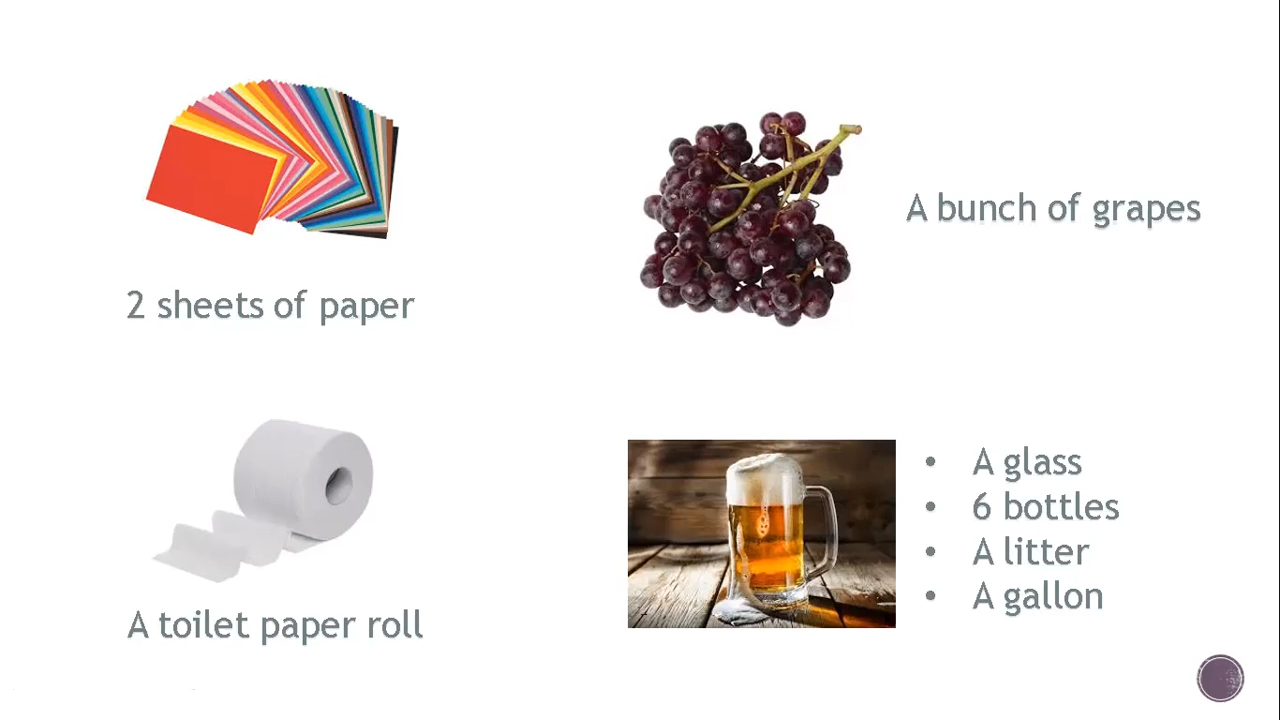 A bunch of grapes
2 sheets of paper
A glass
6 bottles
A litter
A gallon
A toilet paper roll